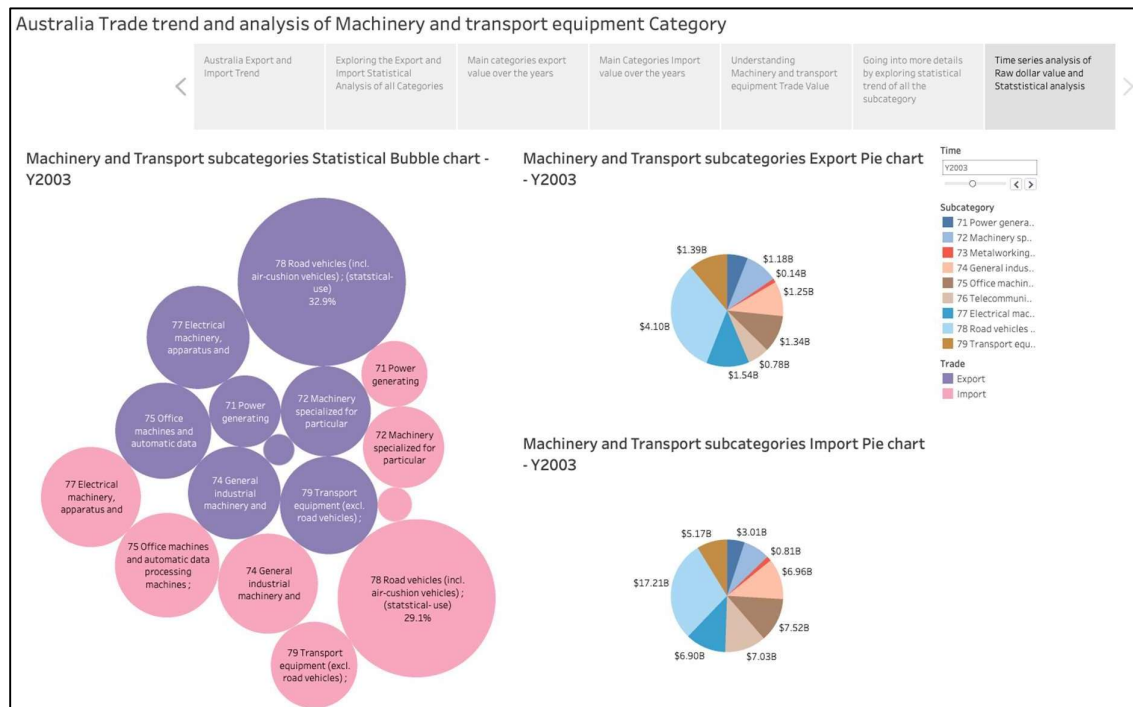 Australia Trade trend and analysis of Machinery and transport equipment Category
Australia Export and
Import Trend
Exploring the Export and
Import Statistical
Analysis of all Categories
Main categories export
value over the years
Main Categories Import
value over the years
Understanding
Machinery and transport
equipment Trade Value
Going into more details
by exploring statistical
trend of all the
subcategory
Time series analysis of
Raw dollar value and
Statstistical analysis
Machinery and Transport subcategories Statistical Bubble chart -
Y2003
78 Road vehicles (incl.
air-cushion vehicles) ; (statstical-
use)
32.9%
77 Electrical
machinery,
apparatus and
71 Power
generating
72 Machinery
specialized for
particular
71 Power
generating
75 Office
machines and
automatic data
72 Machinery
specialized for
particular
74 General
industrial
machinery and
79 Transport
equipment (excl.
road vehicles) ;
77 Electrical
machinery,
apparatus and
75 Office machines
and automatic data
processing
machines ;
74 General
industrial
machinery and
78 Road vehicles (incl.
air-cushion vehicles) ;
(statstical- use)
29.1%
79 Transport
equipment (excl.
road vehicles) ;
Machinery and Transport subcategories Export Pie chart
- Y2003
$1.39B
$1.18B
$0.14B
$1.25B
$1.34B
$0.78B
$1.54B
$4.10B
Machinery and Transport subcategories Import Pie chart
- Y2003
$5.17B
$3.01B
$0.81B
$6.96B
$7.52B
$7.03B
$6.90B
$17.21B
Time
Y2003
Subcategory
71 Power genera..
72 Machinery sp..
73 Metalworking..
74 General indus..
75 Office machin..
76 Telecommuni..
77 Electrical mac..
78 Road vehicles ..
79 Transport equ..
Trade
Export
Import